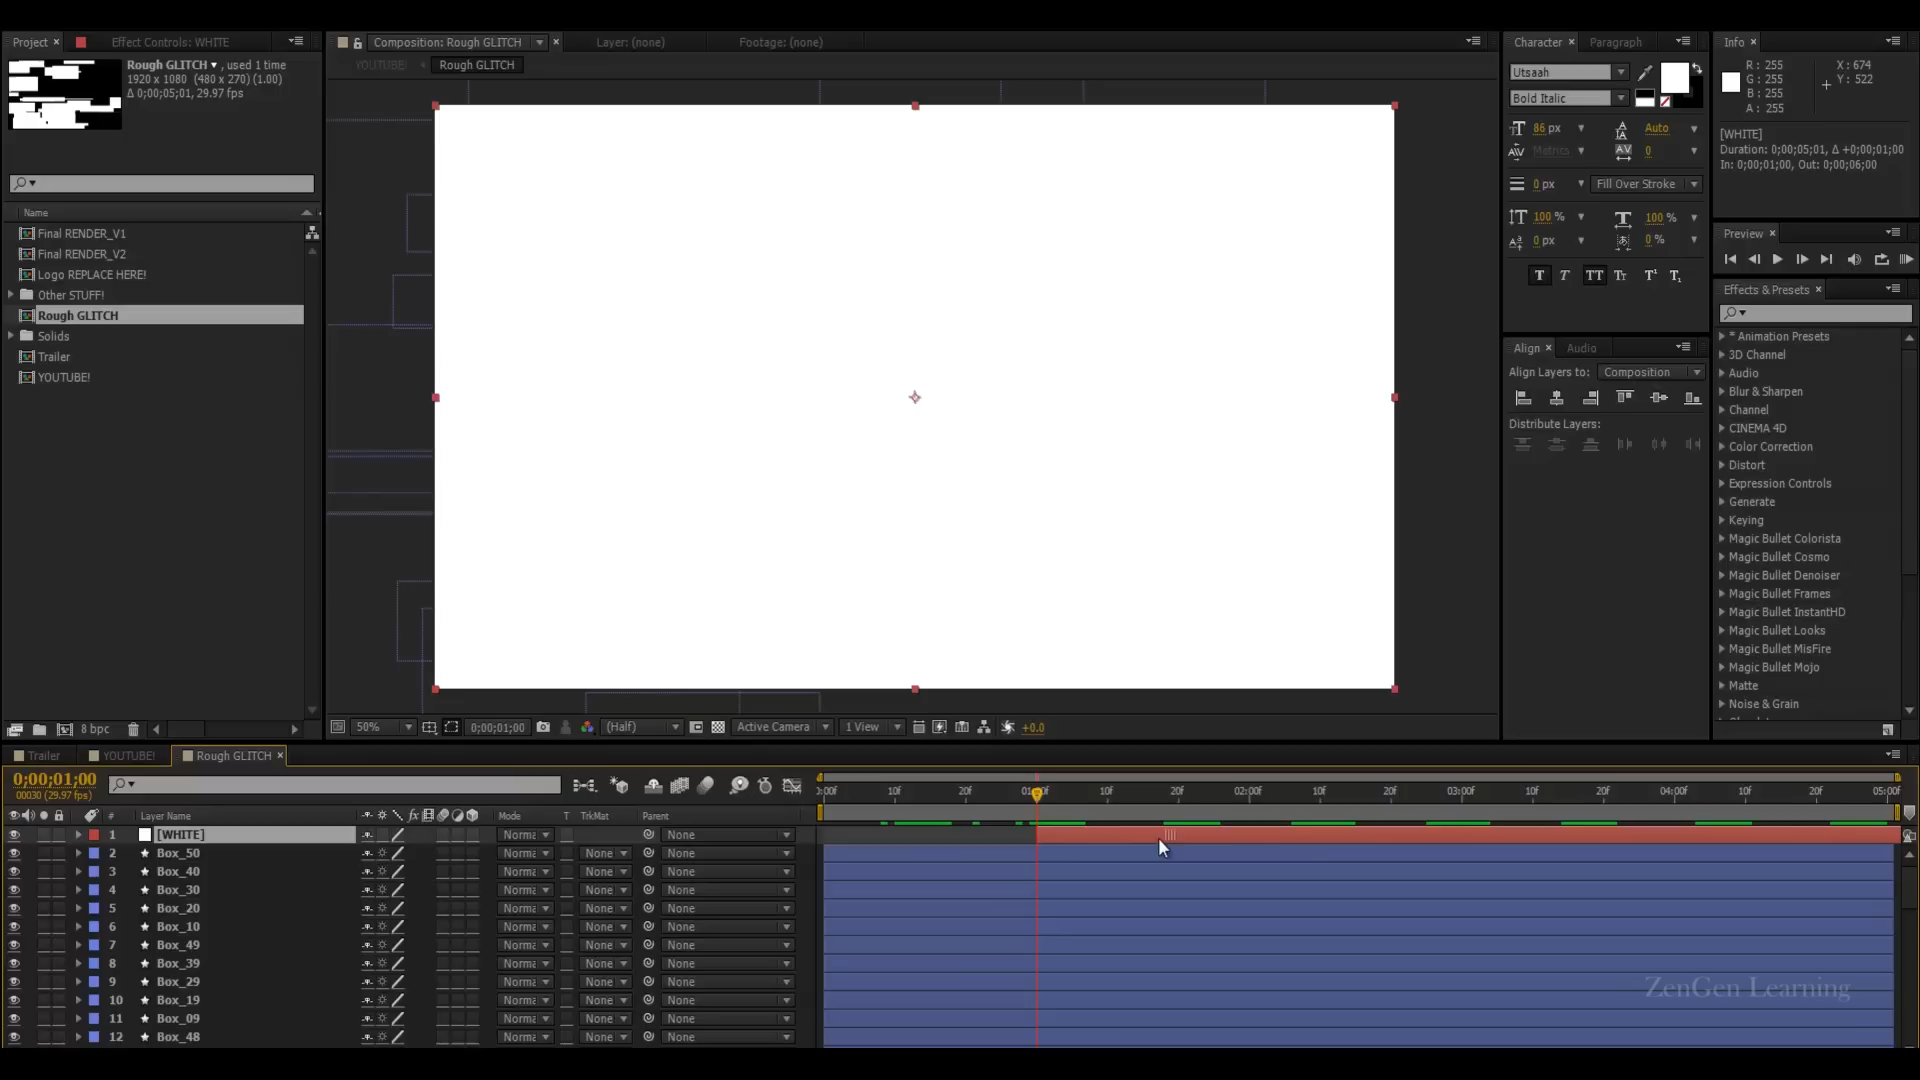 Project ×
Effect Controls: WHITE
Rough GLITCH ▾ , used 1 time
1920 x 1080 (480 x 270) (1.00)
Δ 0;00;05;01, 29.97 fps
Name
Final RENDER_V1
Final RENDER_V2
Logo REPLACE HERE!
Other STUFF!
Rough GLITCH
Solids
Trailer
YOUTUBE!
8 bpc
Composition: Rough GLITCH
Layer: (none)
Footage: (none)
YOUTUBE!
Rough GLITCH
50%
0;00;01;00
(Half)
Active Camera
1 View
+0.0
Character ×
Paragraph
Utsaah
Bold Italic
86 px
Auto
Metrics
0
0 px
Fill Over Stroke
100 %
100 %
0 px
0 %
Align ×
Audio
Align Layers to:
Composition
Distribute Layers:
Info ×
R : 255
G : 255
B : 255
A : 255
X : 674
Y : 522
[WHITE]
Duration: 0;00;05;01, Δ +0;00;01;00
In: 0;00;01;00, Out: 0;00;06;00
Preview ×
Effects & Presets ×
* Animation Presets
3D Channel
Audio
Blur & Sharpen
Channel
CINEMA 4D
Color Correction
Distort
Expression Controls
Generate
Keying
Magic Bullet Colorista
Magic Bullet Cosmo
Magic Bullet Denoiser
Magic Bullet Frames
Magic Bullet InstantHD
Magic Bullet Looks
Magic Bullet MisFire
Magic Bullet Mojo
Matte
Noise & Grain
Trailer
YOUTUBE!
Rough GLITCH ×
0;00;01;00
00030 (29.97 fps)
10f 20f 01:00f 10f 20f 02:00f 10f 20f 03:00f 10f 20f 04:00f 10f 20f 05:00f
# Layer Name Mode T TrkMat Parent
1 [WHITE] Norma None
2 Box_50 Norma None None
3 Box_40 Norma None None
4 Box_30 Norma None None
5 Box_20 Norma None None
6 Box_10 Norma None None
7 Box_49 Norma None None
8 Box_39 Norma None None
9 Box_29 Norma None None
10 Box_19 Norma None None
11 Box_09 Norma None None
12 Box_48 Norma None None
ZenGen Learning